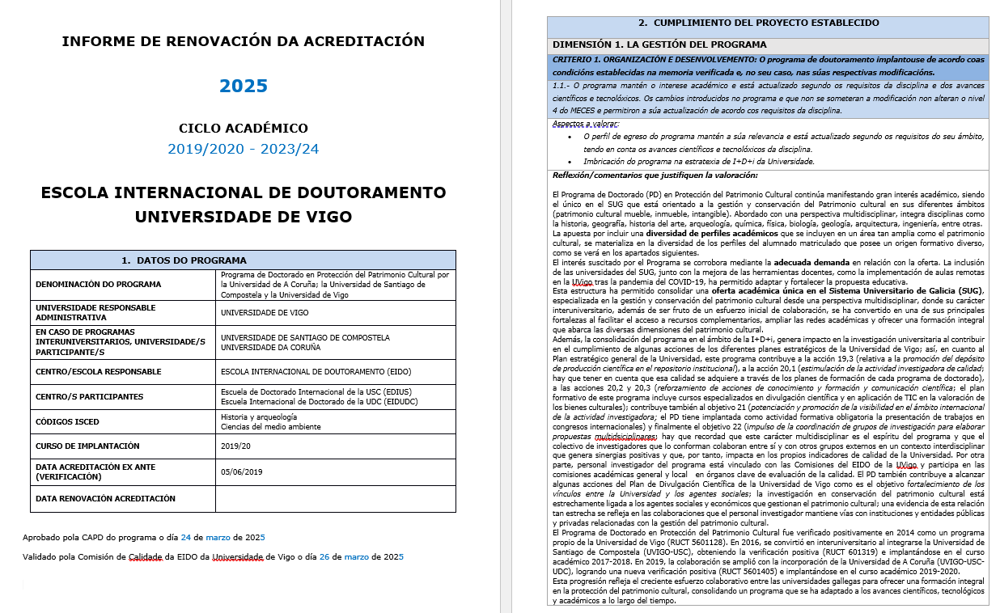 INFORME DE RENOVACIÓN DA ACREDITACIÓN
2025
CICLO ACADÉMICO
2019/2020 - 2023/24
ESCOLA INTERNACIONAL DE DOUTORAMENTO
UNIVERSIDADE DE VIGO
1. DATOS DO PROGRAMA
DENOMINACIÓN DO PROGRAMA
Programa de Doctorado en Protección del Patrimonio Cultural por
la Universidad de A Coruña; la Universidad de Santiago de
Compostela y la Universidad de Vigo
UNIVERSIDADE RESPONSABLE
ADMINISTRATIVA
UNIVERSIDADE DE VIGO
EN CASO DE PROGRAMAS
INTERUNIVERSITARIOS, UNIVERSIDADE/S
PARTICIPANTE/S
UNIVERSIDADE DE SANTIAGO DE COMPOSTELA
UNIVERSIDADE DA CORUÑA
CENTRO/ESCOLA RESPONSABLE
ESCOLA INTERNACIONAL DE DOUTORAMENTO (EIDO)
CENTRO/S PARTICIPANTES
Escuela de Doctorado Internacional de la USC (EDIUS)
Escuela Internacional de Doctorado de la UDC (EIDUDC)
CÓDIGOS ISCED
Historia y arqueología
Ciencias del medio ambiente
CURSO DE IMPLANTACIÓN
2019/20
DATA ACREDITACIÓN EX ANTE
(VERIFICACIÓN)
05/06/2019
DATA RENOVACIÓN ACREDITACIÓN
Aprobado pola CAPD do programa o día 24 de marzo de 2025
Validado pola Comisión de Calidade da EIDO da Universidade de Vigo o día 26 de marzo de 2025
2. CUMPLIMIENTO DEL PROYECTO ESTABLECIDO
DIMENSIÓN 1. LA GESTIÓN DEL PROGRAMA
CRITERIO 1. ORGANIZACIÓN E DESENVOLVEMENTO: O programa de doutoramento implantouse de acordo coas
condicións establecidas na memoria verificada e, no seu caso, nas súas respectivas modificacións.
1.1.- O programa mantén o interese académico e está actualizado segundo os requisitos da disciplina e dos avances
científicos e tecnolóxicos. Os cambios introducidos no programa e que non se someteran a modificación non alteran o nivel
4 do MECES e permitiron a súa actualización de acordo cos requisitos da disciplina.
Aspectos a valorar:
• O perfil de egreso do programa mantén a súa relevancia e está actualizado segundo os requisitos do seu ámbito,
tendo en conta os avances científicos e tecnolóxicos da disciplina.
• Imbricación do programa na estratexia de I+D+i da Universidade.
Reflexión/comentarios que justifiquen la valoración:
El Programa de Doctorado (PD) en Protección del Patrimonio Cultural continúa manifestando gran interés académico, siendo
el único en el SUG que está orientado a la gestión y conservación del Patrimonio cultural en sus diferentes ámbitos
(patrimonio cultural mueble, inmueble, intangible). Abordado con una perspectiva multidisciplinar, integra disciplinas como
la historia, geografía, historia del arte, arqueología, química, física, biología, geología, arquitectura, ingeniería, entre otras.
La apuesta por incluir una diversidad de perfiles académicos que se incluyen en un área tan amplia como el patrimonio
cultural, se materializa en la diversidad de los perfiles del alumnado matriculado que posee un origen formativo diverso,
como se verá en los apartados siguientes.
El interés suscitado por el Programa se corrobora mediante la adecuada demanda en relación con la oferta. La inclusión
de las universidades del SUG, junto con la mejora de las herramientas docentes, como la implementación de aulas remotas
en la UVigo tras la pandemia del COVID-19, ha permitido adaptar y fortalecer la propuesta educativa.
Esta estructura ha permitido consolidar una oferta académica única en el Sistema Universitario de Galicia (SUG),
especializada en la gestión y conservación del patrimonio cultural desde una perspectiva multidisciplinar, donde su carácter
interuniversitario, además de ser fruto de un esfuerzo inicial de colaboración, se ha convertido en una de sus principales
fortalezas al facilitar el acceso a recursos complementarios, ampliar las redes académicas y ofrecer una formación integral
que abarca las diversas dimensiones del patrimonio cultural.
Además, la consolidación del programa en el ámbito de la I+D+i, genera impacto en la investigación universitaria al contribuir
en el cumplimiento de algunas acciones de los diferentes planes estratégicos de la Universidad de Vigo; así, en cuanto al
Plan estratégico general de la Universidad, este programa contribuye a la acción 19,3 (relativa a la promoción del depósito
de producción científica en el repositorio institucional), a la acción 20,1 (estimulación de la actividad investigadora de calidad;
hay que tener en cuenta que esa calidad se adquiere a través de los planes de formación de cada programa de doctorado),
a las acciones 20,2 y 20,3 (reforzamiento de acciones de conocimiento y formación y comunicación científica; el plan
formativo de este programa incluye cursos especializados en divulgación científica y en aplicación de TIC en la valoración de
los bienes culturales); contribuye también al objetivo 21 (potenciación y promoción de la visibilidad en el ámbito internacional
de la actividad investigadora; el PD tiene implantada como actividad formativa obligatoria la presentación de trabajos en
congresos internacionales) y finalmente el objetivo 22 (impulso de la coordinación de grupos de investigación para elaborar
propuestas multidsiciplinares; hay que recordad que este carácter multidisciplinar es el espíritu del programa y que el
colectivo de investigadores que lo conforman colaboran entre sí y con otros grupos externos en un contexto interdisciplinar
que genera sinergias positivas y que, por tanto, impacta en los propios indicadores de calidad de la Universidad. Por otra
parte, personal investigador del programa está vinculado con las Comisiones del EIDO de la UVigo y participa en las
comisiones académicas general y local en órganos clave de evaluación de la calidad. El PD también contribuye a alcanzar
algunas acciones del Plan de Divulgación Científica de la Universidad de Vigo como es el objetivo fortalecimiento de los
vínculos entre la Universidad y los agentes sociales; la investigación en conservación del patrimonio cultural está
estrechamente ligada a los agentes sociales y económicos que gestionan el patrimonio cultural; una evidencia de esta relación
tan estrecha se refleja en las colaboraciones que el personal investigador mantiene vías con instituciones y entidades públicas
y privadas relacionadas con la gestión del patrimonio cultural.
El Programa de Doctorado en Protección del Patrimonio Cultural fue verificado positivamente en 2014 como un programa
propio de la Universidad de Vigo (RUCT 5601128). En 2016, se convirtió en interuniversitario al integrarse la Universidad de
Santiago de Compostela (UVIGO-USC), obteniendo la verificación positiva (RUCT 601319) e implantándose en el curso
académico 2017-2018. En 2019, la colaboración se amplió con la incorporación de la Universidad de A Coruña (UVIGO-USC-
UDC), logrando una nueva verificación positiva (RUCT 5601405) e implantándose en el curso académico 2019-2020.
Esta progresión refleja el creciente esfuerzo colaborativo entre las universidades gallegas para ofrecer una formación integral
en la protección del patrimonio cultural, consolidando un programa que se ha adaptado a los avances científicos, tecnológicos
y académicos a lo largo del tiempo.